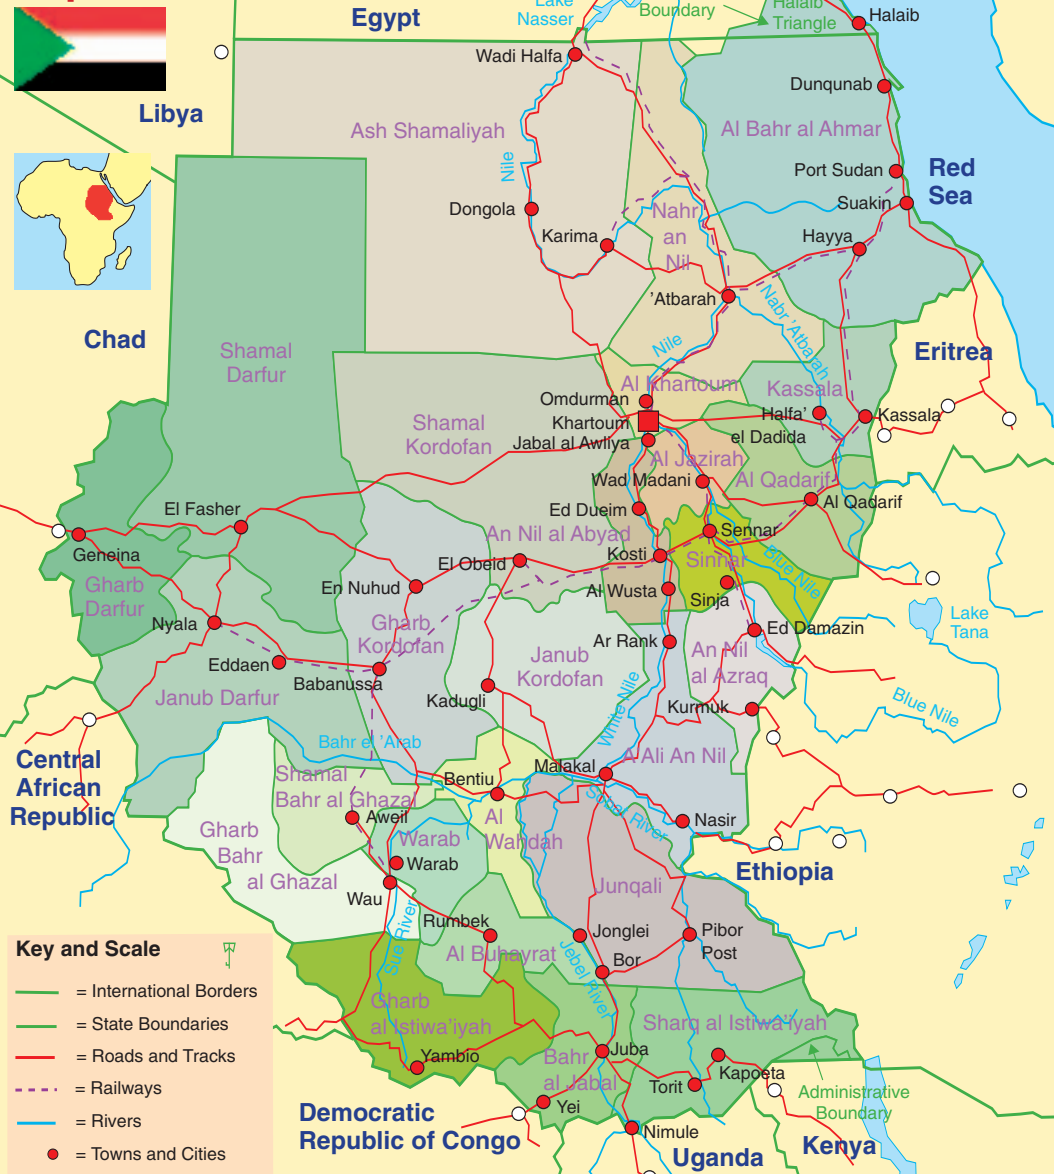 Egypt
Lake
Nasser
Boundary
Halaib
Triangle
Halaib
Wadi Halfa
Dunqunab
Libya
Ash Shamaliyah
Al Bahr al Ahmar
Nile
Port Sudan
Red
Sea
Suakin
Dongola
Nahr
an
Nil
Karima
Hayya
'Atbarah
Nabr 'Atbarah
Chad
Shamal
Darfur
Nile
Eritrea
Al Khartoum
Kassala
Omdurman
Khartoum
Jabal al Awliya
Halfa'
el Dadida
Kassala
Shamal
Kordofan
Al Jazirah
Wad Madani
Al Qadarif
Al Qadarif
El Fasher
Ed Dueim
An Nil al Abyad
Sennar
Geneina
Kosti
Sinnar
Blue Nile
El Obeid
Gharb
Darfur
En Nuhud
Al Wusta
Sinja
Lake
Tana
Nyala
Gharb
Kordofan
Ed Damazin
Ar Rank
Eddaen
Babanussa
Janub
Kordofan
An Nil
al Azraq
Janub Darfur
Kadugli
White Nile
Kurmuk
Blue Nile
Bahr el 'Arab
A'Ali An Nil
Central
African
Republic
Shamal
Bahr al Ghazal
Bentiu
Malakal
Sobat River
Aweil
Al
Wahdah
Nasir
Gharb
Bahr
al Ghazal
Warab
Warab
Ethiopia
Wau
Junqali
Sue River
Rumbek
Jonglei
Pibor
Post
Al Buhayrat
Jebel River
Bor
Gharb
al Istiwa'iyah
Sharq al Istiwa'iyah
Yambio
Bahr
al Jabal
Juba
Kapoeta
Torit
Administrative
Boundary
Yei
Democratic
Republic of Congo
Nimule
Uganda
Kenya
Key and Scale
= International Borders
= State Boundaries
= Roads and Tracks
= Railways
= Rivers
= Towns and Cities